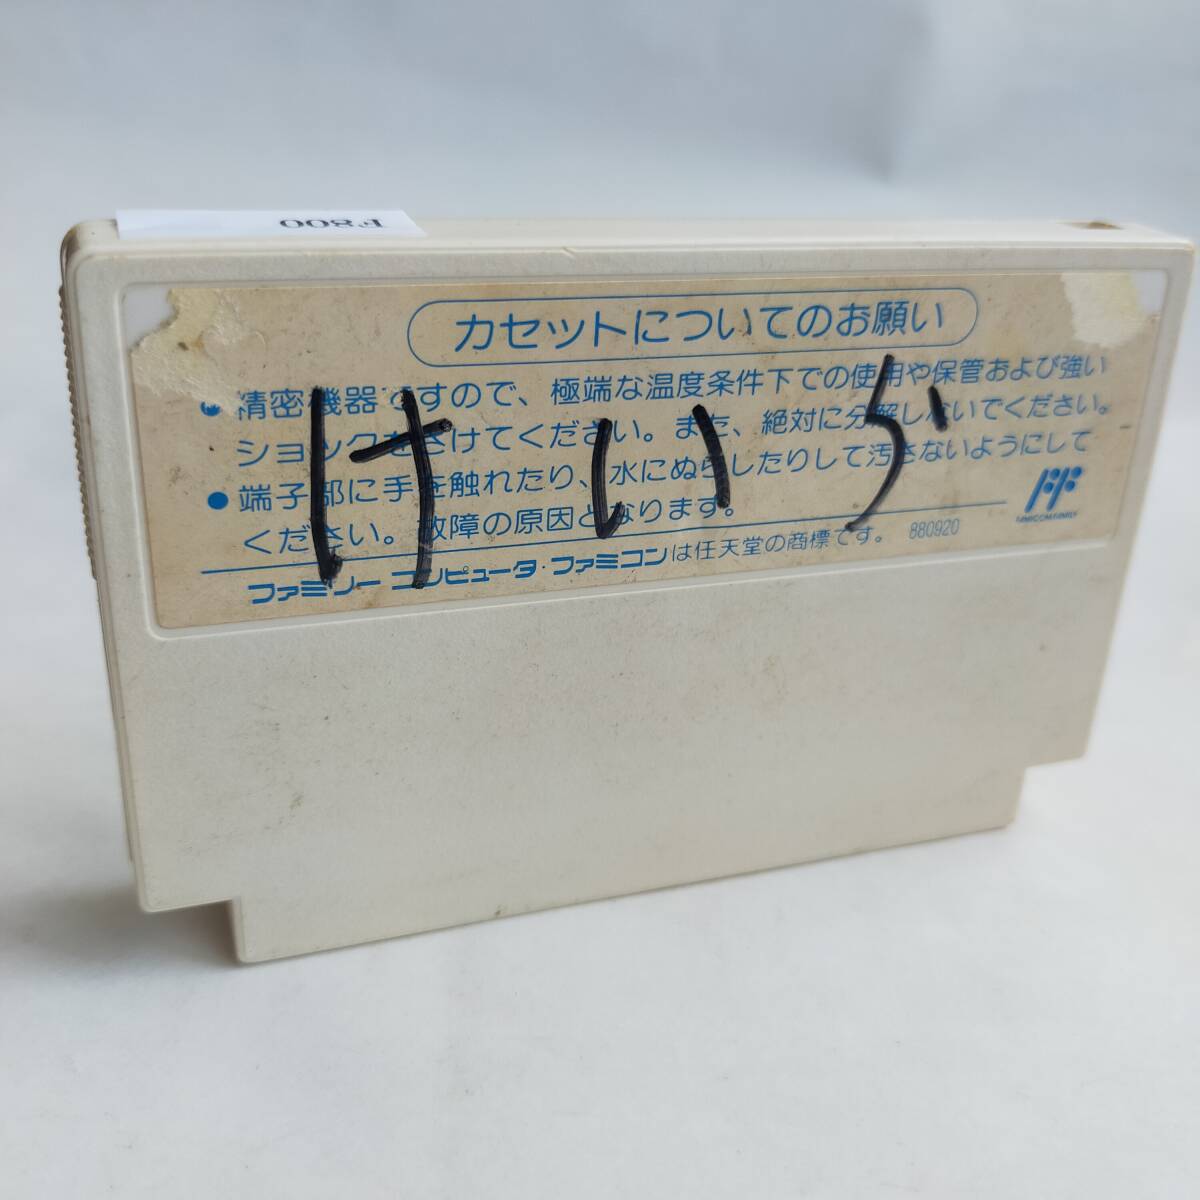 F800
カセットについてのお願い
● 精密機器ですので、極端な温度条件下での使用や保管および強い
ショックをさけてください。また、絶対に分解しないでください。
● 端子部に手を触れたり、水にぬらしたりして汚さないようにして
ください。故障の原因となります。
FAMICOM FAMILY
ファミリー コンピュータ・ファミコンは任天堂の商標です。 880920
けいら